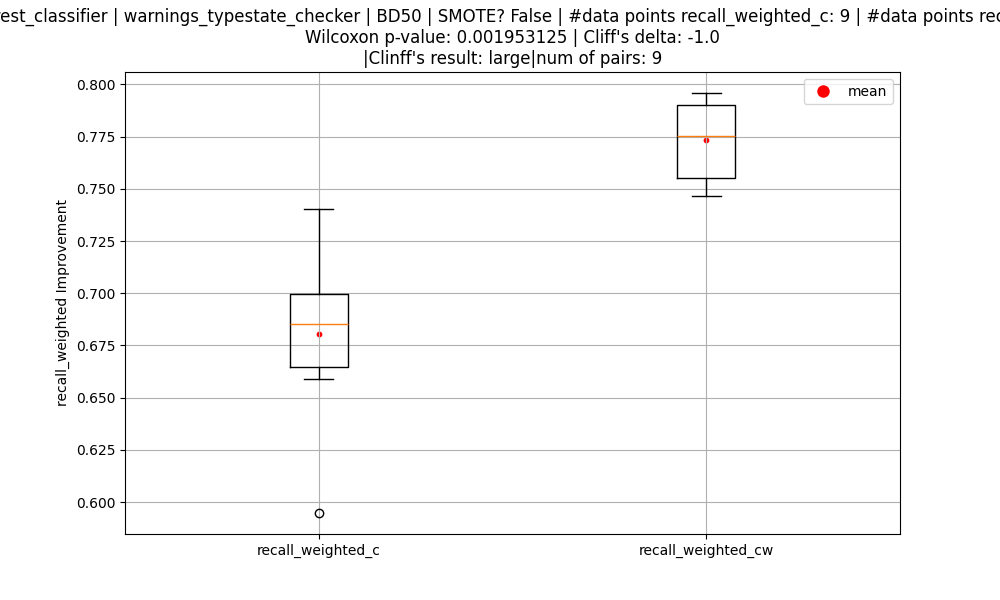 | warnings_typestate_checker | BD50 | SMOTE? False | #data points recall_weighted_c: 9 | #data points
Wilcoxon p-value: 0.001953125 | Cliff's delta: -1.0
|Clinff's result: large|num of pairs: 9
mean
0.800
0.775
0.750
0.725
0.700
0.675
0.650
0.625
0.600
recall_weighted Improvement
recall_weighted_c
recall_weighted_cw